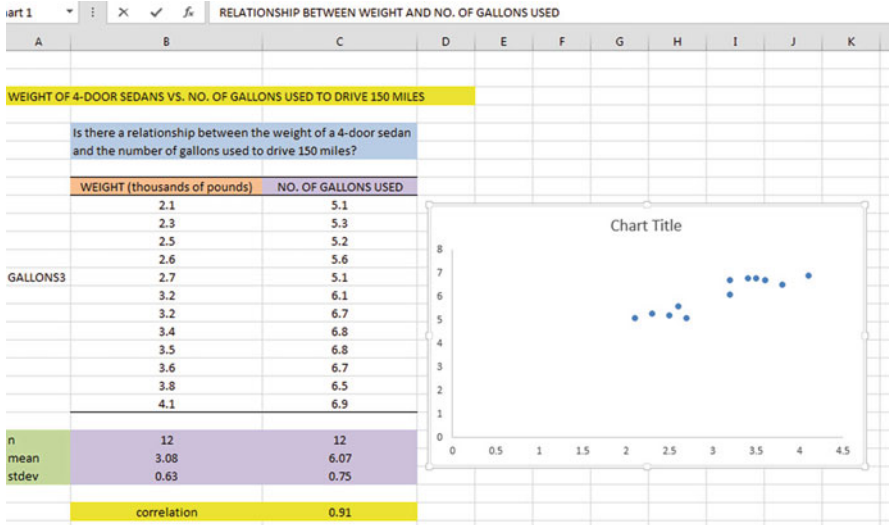 art 1 fx RELATIONSHIP BETWEEN WEIGHT AND NO. OF GALLONS USED
A B C D E F G H I J K
WEIGHT OF 4-DOOR SEDANS VS. NO. OF GALLONS USED TO DRIVE 150 MILES
Is there a relationship between the weight of a 4-door sedan
and the number of gallons used to drive 150 miles?
WEIGHT (thousands of pounds) NO. OF GALLONS USED
2.1 5.1
2.3 5.3
2.5 5.2
2.6 5.6
GALLONS3 2.7 5.1
3.2 6.1
3.2 6.7
3.4 6.8
3.5 6.8
3.6 6.7
3.8 6.5
4.1 6.9
n 12 12
mean 3.08 6.07
stdev 0.63 0.75
correlation 0.91
Chart Title
8
7
6
5
4
3
2
1
0
0 0.5 1 1.5 2 2.5 3 3.5 4 4.5